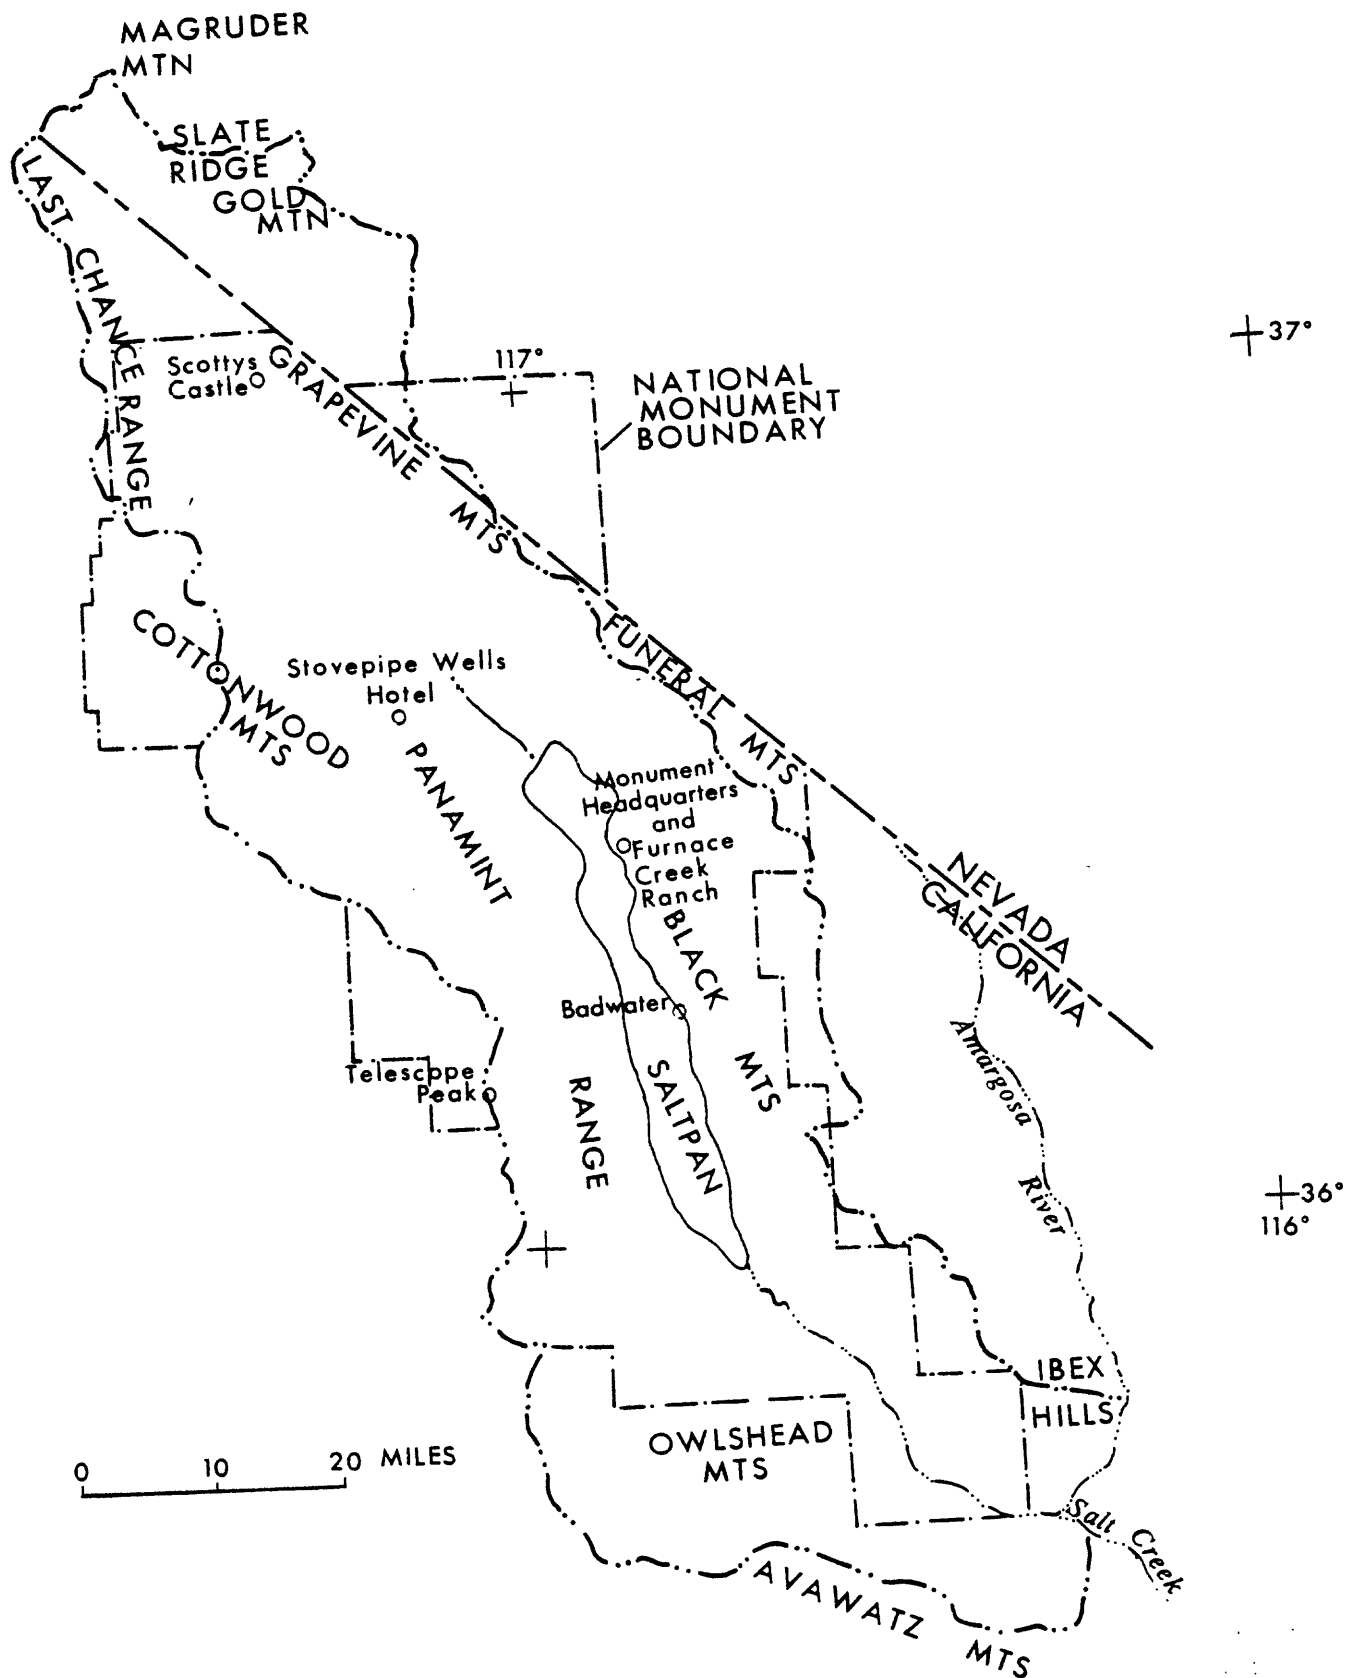 MAGRUDER
MTN
SLATE
RIDGE
GOLD
MTN
LAST CHANCE RANGE
37°
Scottys
Castle
GRAPEVINE MTS
117°
NATIONAL
MONUMENT
BOUNDARY
COTTONWOOD
MTS
Stovepipe Wells
Hotel
FUNERAL MTS
PANAMINT RANGE
Monument
Headquarters
and
Furnace
Creek
Ranch
BLACK MTS
NEVADA
CALIFORNIA
Badwater
SALTPAN
Amargosa River
Telescope
Peak
36°
116°
IBEX
HILLS
OWLSHEAD
MTS
0 10 20 MILES
Salt Creek
AVAWATZ MTS